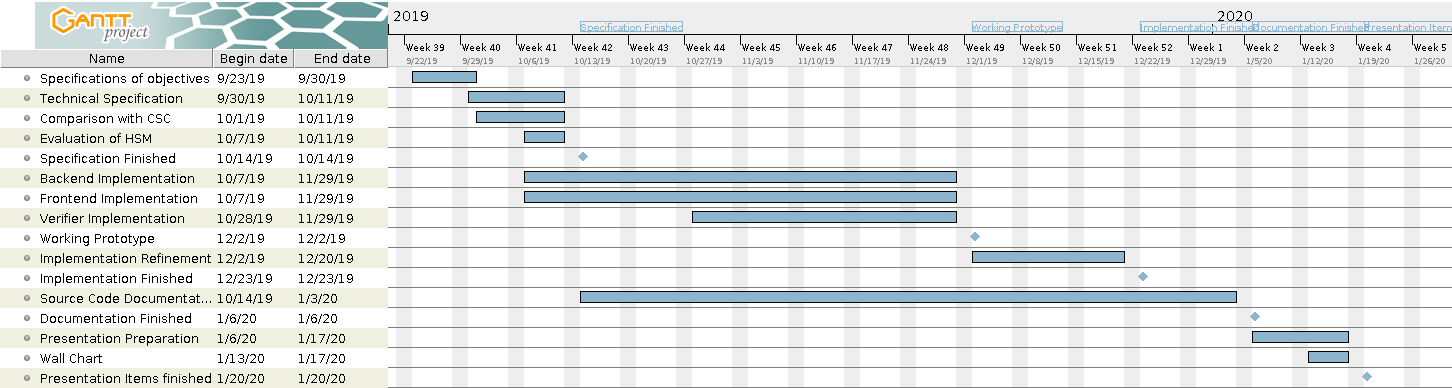 GANTT project
2019 2020
Specification Finished Working Prototype Implementation Finished Documentation Finished Presentation Item
Week 39 Week 40 Week 41 Week 42 Week 43 Week 44 Week 45 Week 46 Week 47 Week 48 Week 49 Week 50 Week 51 Week 52 Week 1 Week 2 Week 3 Week 4 Week 5
Name Begin date End date 9/22/19 9/29/19 10/6/19 10/13/19 10/20/19 10/27/19 11/3/19 11/10/19 11/17/19 11/24/19 12/1/19 12/8/19 12/15/19 12/22/19 12/29/19 1/5/20 1/12/20 1/19/20 1/26/20
Specifications of objectives 9/23/19 9/30/19
Technical Specification 9/30/19 10/11/19
Comparison with CSC 10/1/19 10/11/19
Evaluation of HSM 10/7/19 10/11/19
Specification Finished 10/14/19 10/14/19
Backend Implementation 10/7/19 11/29/19
Frontend Implementation 10/7/19 11/29/19
Verifier Implementation 10/28/19 11/29/19
Working Prototype 12/2/19 12/2/19
Implementation Refinement 12/2/19 12/20/19
Implementation Finished 12/23/19 12/23/19
Source Code Documentat... 10/14/19 1/3/20
Documentation Finished 1/6/20 1/6/20
Presentation Preparation 1/6/20 1/17/20
Wall Chart 1/13/20 1/17/20
Presentation Items finished 1/20/20 1/20/20